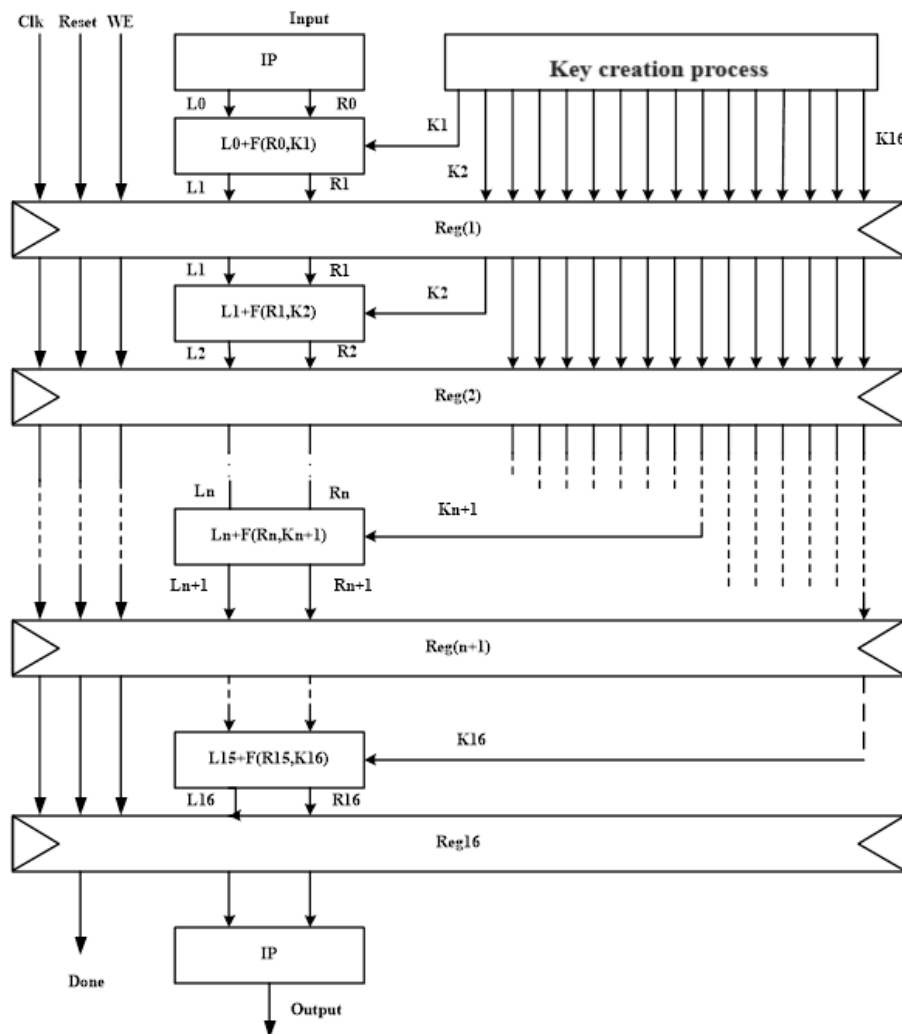 Clk Reset WE
Input
IP
Key creation process
L0 R0
K1
K16
L0+F(R0,K1)
K2
L1 R1
Reg(1)
L1 R1
K2
L1+F(R1,K2)
L2 R2
Reg(2)
Ln Rn
Kn+1
Ln+F(Rn,Kn+1)
Ln+1 Rn+1
Reg(n+1)
K16
L15+F(R15,K16)
L16 R16
Reg16
IP
Done
Output